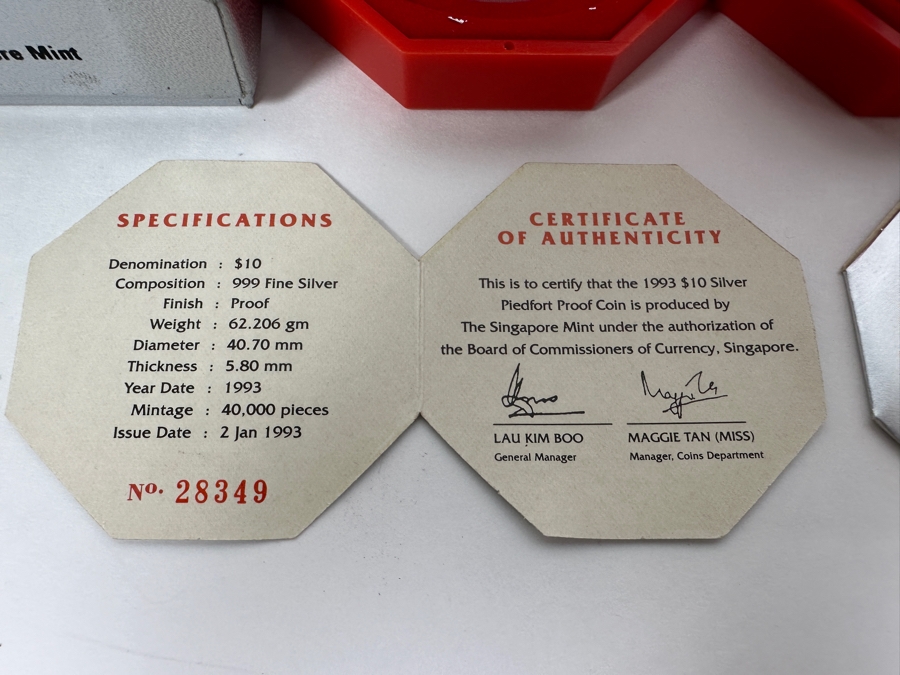 re Mint
SPECIFICATIONS
Denomination : $10
Composition : 999 Fine Silver
Finish : Proof
Weight : 62.206 gm
Diameter : 40.70 mm
Thickness : 5.80 mm
Year Date : 1993
Mintage : 40,000 pieces
Issue Date : 2 Jan 1993
No. 28349
CERTIFICATE
OF AUTHENTICITY
This is to certify that the 1993 $10 Silver
Piedfort Proof Coin is produced by
The Singapore Mint under the authorization of
the Board of Commissioners of Currency, Singapore.
LAU KIM BOO
General Manager
MAGGIE TAN (MISS)
Manager, Coins Department